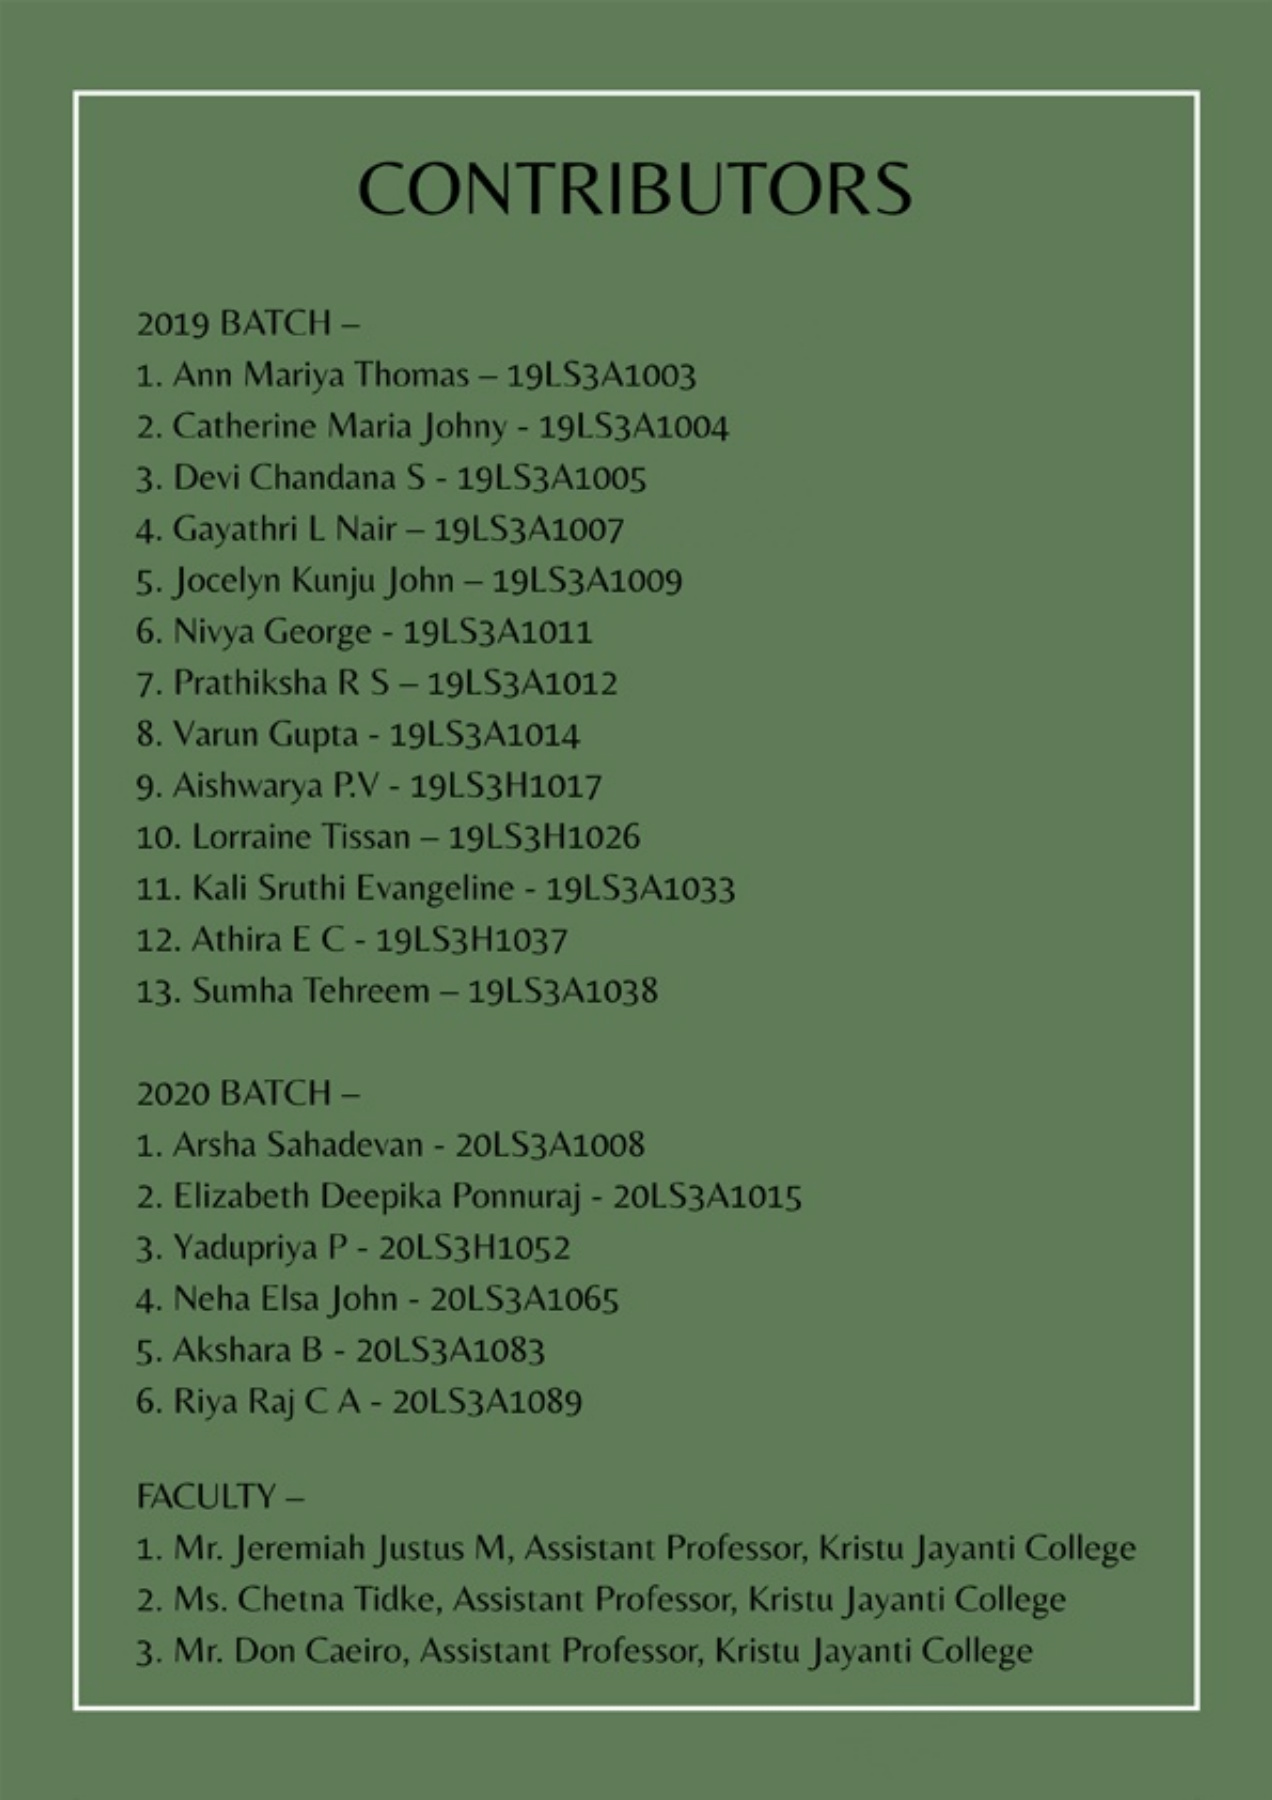 CONTRIBUTORS
2019 BATCH –
1. Ann Mariya Thomas – 19LS3A1003
2. Catherine Maria Johny - 19LS3A1004
3. Devi Chandana S - 19LS3A1005
4. Gayathri L Nair – 19LS3A1007
5. Jocelyn Kunju John – 19LS3A1009
6. Nivya George - 19LS3A1011
7. Prathiksha R S – 19LS3A1012
8. Varun Gupta - 19LS3A1014
9. Aishwarya P.V - 19LS3H1017
10. Lorraine Tissan – 19LS3H1026
11. Kali Sruthi Evangeline - 19LS3A1033
12. Athira E C - 19LS3H1037
13. Sumha Tehreem – 19LS3A1038
2020 BATCH –
1. Arsha Sahadevan - 20LS3A1008
2. Elizabeth Deepika Ponnuraj - 20LS3A1015
3. Yadupriya P - 20LS3H1052
4. Neha Elsa John - 20LS3A1065
5. Akshara B - 20LS3A1083
6. Riya Raj C A - 20LS3A1089
FACULTY –
1. Mr. Jeremiah Justus M, Assistant Professor, Kristu Jayanti College
2. Ms. Chetna Tidke, Assistant Professor, Kristu Jayanti College
3. Mr. Don Caeiro, Assistant Professor, Kristu Jayanti College